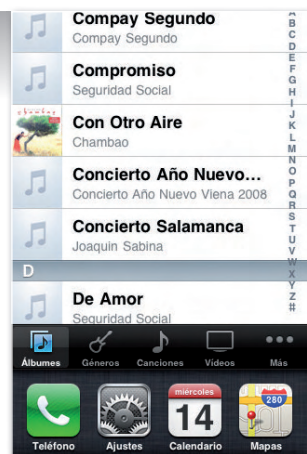 Compay Segundo
Compay Segundo
Compromiso
Seguridad Social
Con Otro Aire
Chambao
Concierto Año Nuevo...
Concierto Año Nuevo Viena 2008
Concierto Salamanca
Joaquin Sabina
D
De Amor
Seguridad Social
A
B
C
D
E
F
G
H
I
J
K
L
M
N
O
P
Q
R
S
T
U
V
W
X
Y
Z
#
Álbumes
Géneros
Canciones
Vídeos
Más
miércoles
14
280
Teléfono
Ajustes
Calendario
Mapas